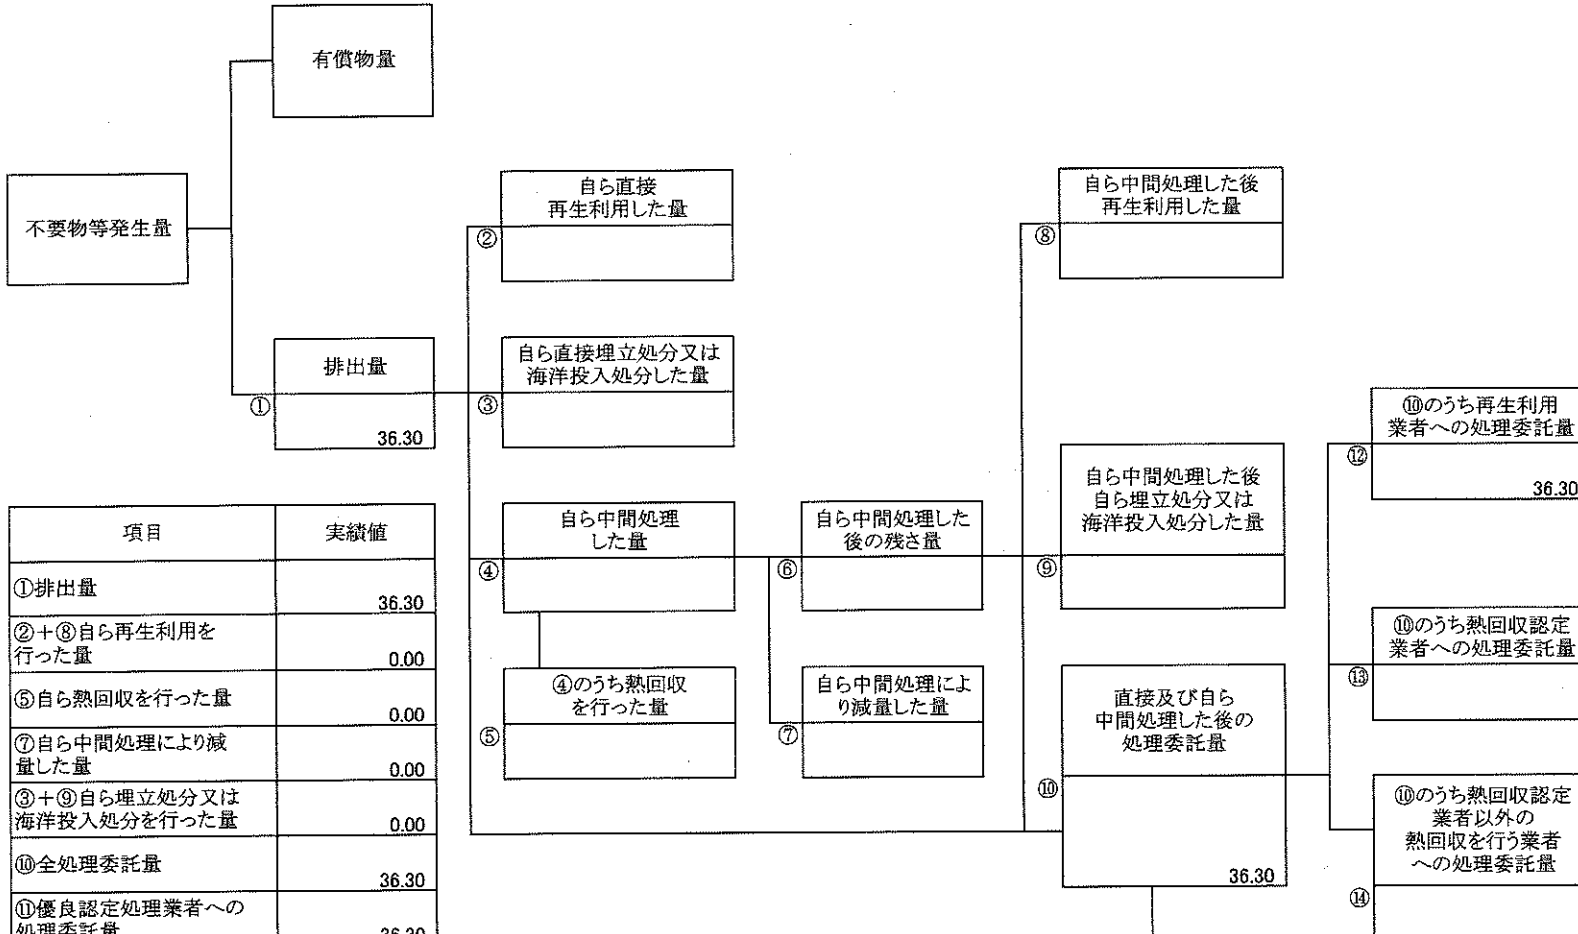 有償物量
不要物等発生量
排出量
①
36.30
自ら直接
再生利用した量
②
自ら直接埋立処分又は
海洋投入処分した量
③
自ら中間処理
した量
④
④のうち熱回収
を行った量
⑤
自ら中間処理した
後の残さ量
⑥
自ら中間処理によ
り減量した量
⑦
自ら中間処理した後
再生利用した量
⑧
自ら中間処理した後
自ら埋立処分又は
海洋投入処分した量
⑨
直接及び自ら
中間処理した後の
処理委託量
⑩
36.30
⑩のうち再生利用
業者への処理委託量
⑫
36.30
⑩のうち熱回収認定
業者への処理委託量
⑬
⑩のうち熱回収認定
業者以外の
熱回収を行う業者
への処理委託量
⑭
項目 実績値
①排出量
36.30
②+⑧自ら再生利用を
行った量 0.00
⑤自ら熱回収を行った量
0.00
⑦自ら中間処理により減
量した量 0.00
③+⑨自ら埋立処分又は
海洋投入処分を行った量 0.00
⑩全処理委託量
36.30
⑪優良認定処理業者への
処理委託量 36.30